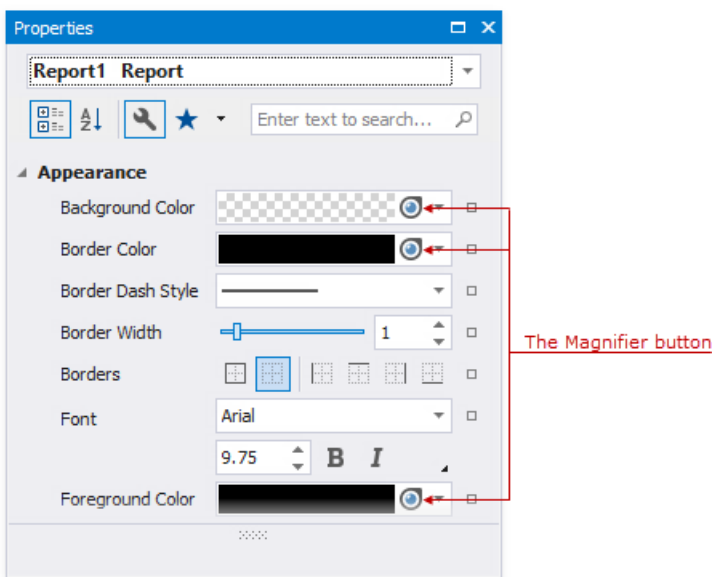 Properties
Report1 Report
A
Z
Enter text to search...
Appearance
Background Color
Border Color
Border Dash Style
Border Width
1
The Magnifier button
Borders
Font
Arial
9.75
B I
Foreground Color